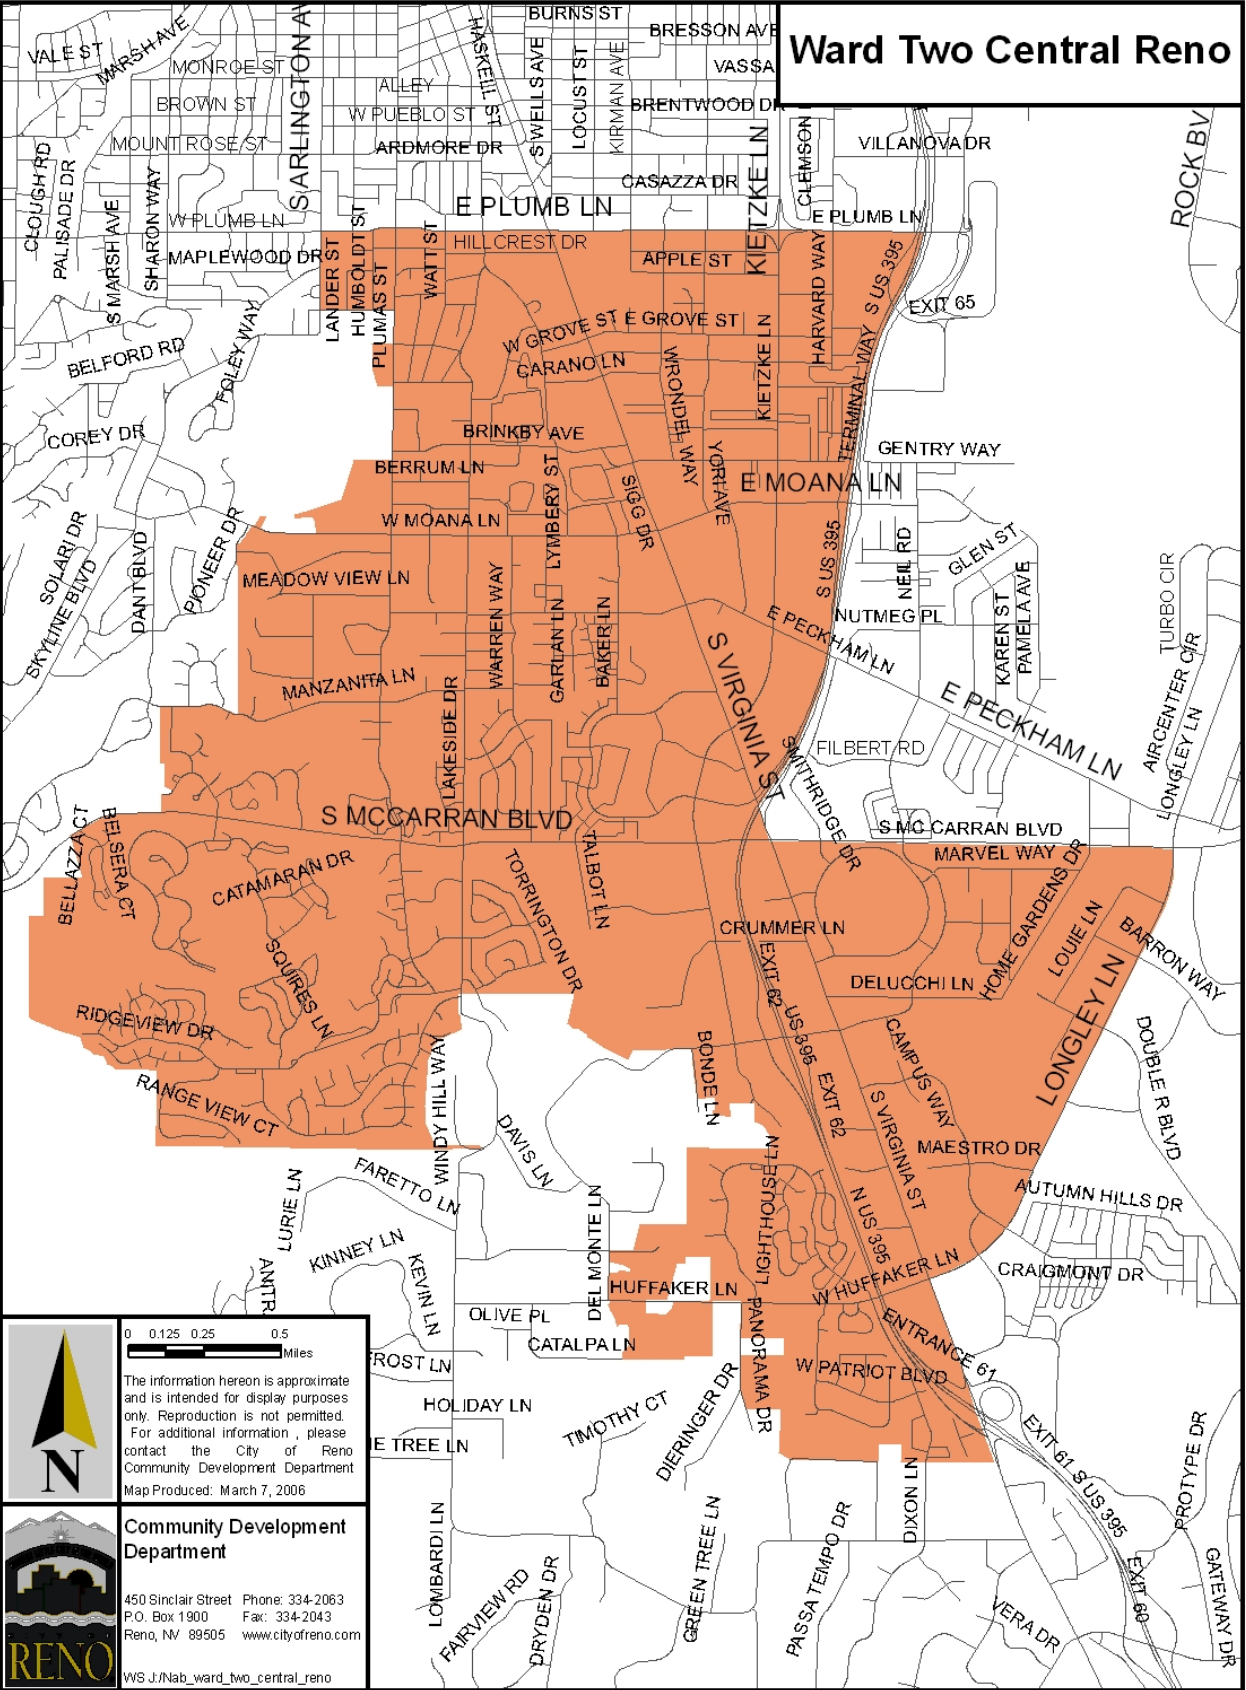 Ward Two Central Reno
BURNS ST
BRESSON AVE
VALE ST
MARSH AVE
MONROE ST
S ARLINGTON AV
HASKELL ST
S WELLS AVE
LOCUST ST
KIRMAN AVE
VASSA
ALLEY
BROWN ST
W PUEBLO ST
BRENTWOOD DR
MOUNT ROSE ST
ARDMORE DR
KIETZKE LN
CLEMSON
VILLANOVA DR
ROCK BV
CLOUGH RD
PALISADE DR
S MARSH AVE
SHARON WAY
CASAZZA DR
W PLUMB LN
E PLUMB LN
E PLUMB LN
MAPLEWOOD DR
LANDER ST
HUMBOLDT ST
PLUMAS ST
WATT ST
HILLCREST DR
APPLE ST
HARVARD WAY
S US 395
EXIT 65
FOLEY WAY
BELFORD RD
W GROVE ST
E GROVE ST
CARANO LN
WRONDEL WAY
KIETZKE LN
TERMINAL WAY
COREY DR
BRINKBY AVE
GENTRY WAY
BERRUM LN
LYMBERY ST
SIGG DR
YORI AVE
E MOANA LN
W MOANA LN
SOLARI DR
SKYLINE BLVD
DANT BLVD
PIONEER DR
MEADOW VIEW LN
WARREN WAY
GARLAN LN
BAKER LN
S US 395
NEIL RD
GLEN ST
NUTMEG PL
KAREN ST
PAMELA AVE
TURBO CIR
E PECKHAM LN
E PECKHAM LN
MANZANITA LN
LAKESIDE DR
S VIRGINIA ST
AIRCENTER CIR
LONGLEY LN
FILBERT RD
SMITHRIDGE DR
S MCCARRAN BLVD
S MC CARRAN BLVD
MARVEL WAY
BELLAZZA CT
BELSERA CT
CATAMARAN DR
TORRINGTON DR
TALBOT LN
CRUMMER LN
HOME GARDENS DR
LOUIE LN
BARRON WAY
SQUIRES LN
EXIT 62
DELUCCHI LN
LONGLEY LN
RIDGEVIEW DR
US 395
CAMPUS WAY
DOUBLE R BLVD
RANGE VIEW CT
WINDY HILL WAY
BONDE LN
EXIT 62
S VIRGINIA ST
DAVIS LN
MAESTRO DR
LURIE LN
FARETTO LN
LIGHTHOUSE LN
N US 395
AUTUMN HILLS DR
KINNEY LN
KEVIN LN
DEL MONTE LN
ANITR
HUFFAKER LN
W HUFFAKER LN
CRAIGMONT DR
OLIVE PL
CATALPA LN
PANORAMA DR
ENTRANCE 61
FROST LN
W PATRIOT BLVD
HOLIDAY LN
TIMOTHY CT
DIERINGER DR
E TREE LN
EXIT 61
S US 395
PROTYPE DR
DIXON LN
LOMBARDI LN
GREEN TREE LN
PASSA TEMPO DR
FAIRVIEW RD
DRYDEN DR
VERA DR
EXIT 60
GATEWAY DR
N
0 0.125 0.25 0.5
Miles
The information hereon is approximate
and is intended for display purposes
only. Reproduction is not permitted.
For additional information , please
contact the City of Reno
Community Development Department
Map Produced: March 7, 2006
RENO
Community Development
Department
450 Sinclair Street Phone: 334-2063
P.O. Box 1900 Fax: 334-2043
Reno, NV 89505 www.cityofreno.com
WS J:/Nab_ward_two_central_reno